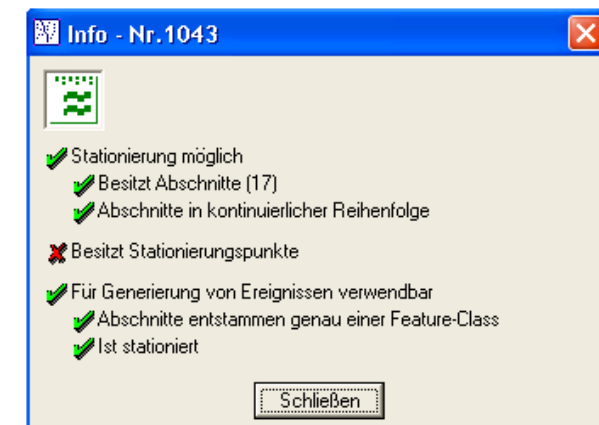 Info - Nr.1043
Stationierung möglich
Besitzt Abschnitte (17)
Abschnitte in kontinuierlicher Reihenfolge
Besitzt Stationierungspunkte
Für Generierung von Ereignissen verwendbar
Abschnitte entstammen genau einer Feature-Class
Ist stationiert
Schließen